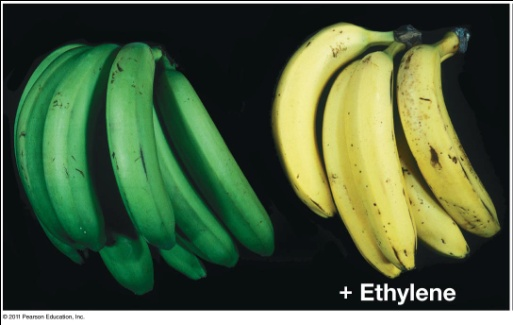 + Ethylene
© 2011 Pearson Education, Inc.